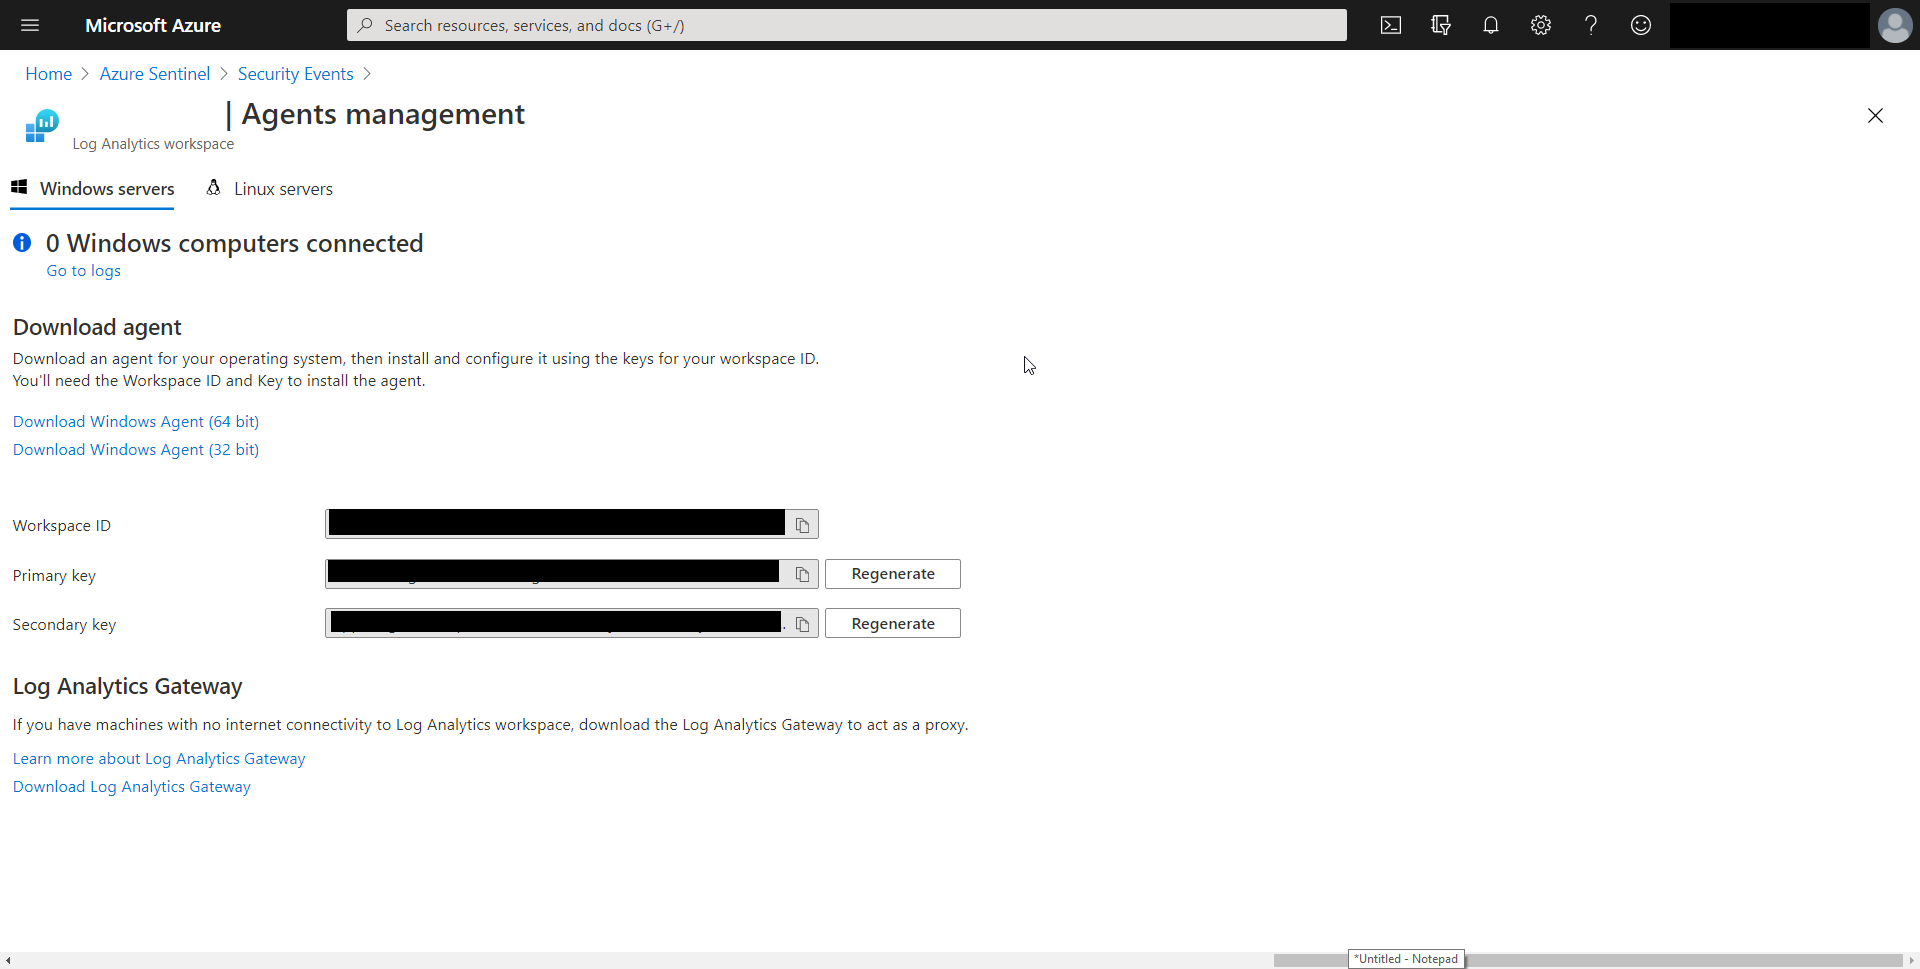 Microsoft Azure
Search resources, services, and docs (G+/)
Home > Azure Sentinel > Security Events >
| Agents management
Log Analytics workspace
Windows servers
Linux servers
0 Windows computers connected
Go to logs
Download agent
Download an agent for your operating system, then install and configure it using the keys for your workspace ID.
You'll need the Workspace ID and Key to install the agent.
Download Windows Agent (64 bit)
Download Windows Agent (32 bit)
Workspace ID
Primary key
Regenerate
Secondary key
Regenerate
Log Analytics Gateway
If you have machines with no internet connectivity to Log Analytics workspace, download the Log Analytics Gateway to act as a proxy.
Learn more about Log Analytics Gateway
Download Log Analytics Gateway
*Untitled - Notepad